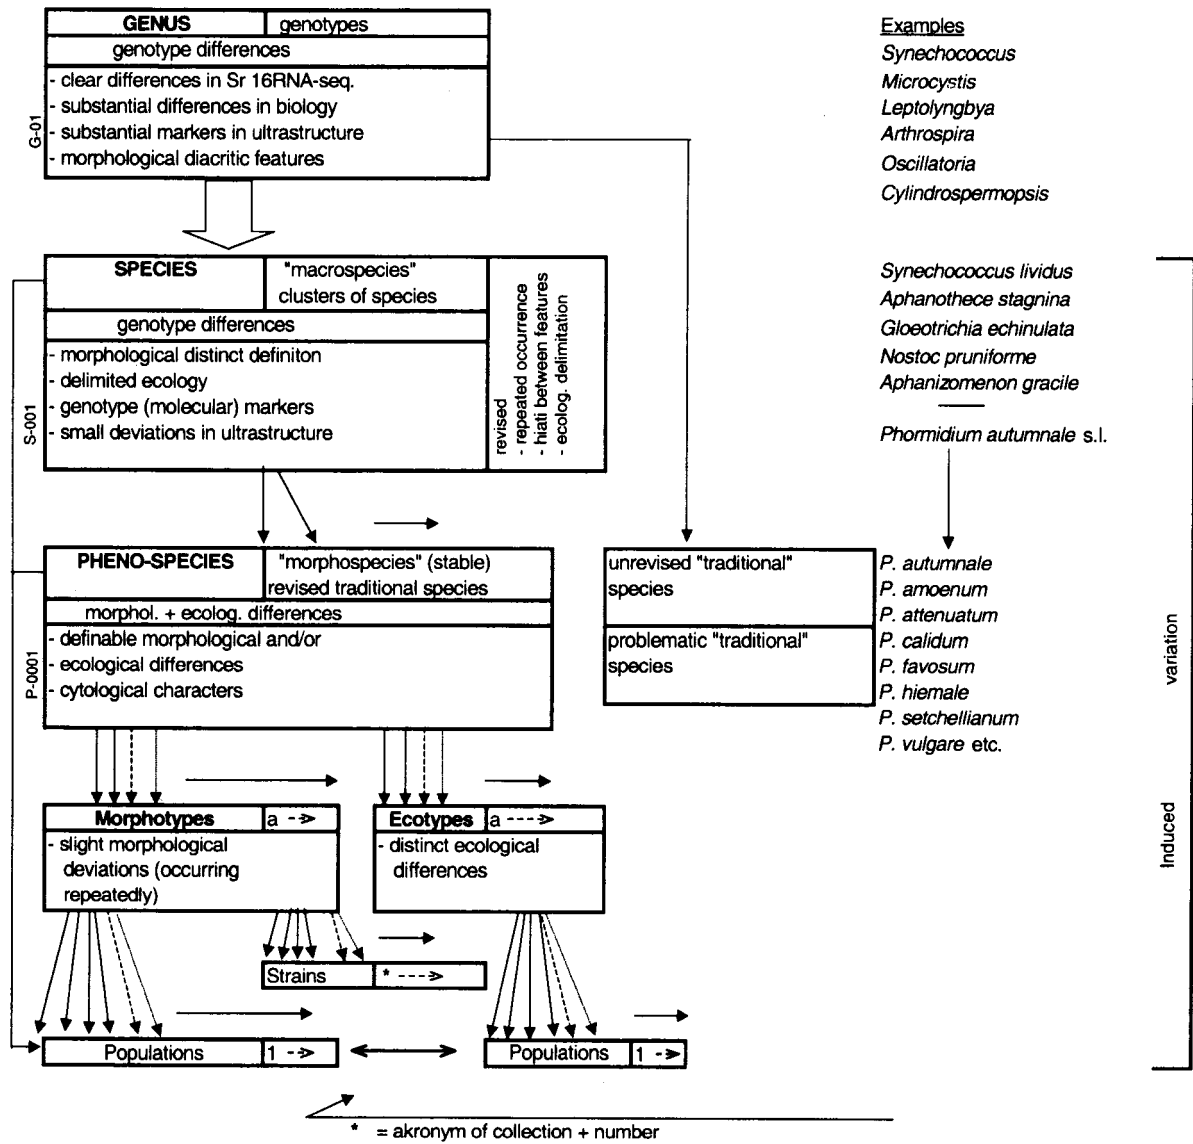 GENUS genotypes
genotype differences
- clear differences in Sr 16RNA-seq.
- substantial differences in biology
- substantial markers in ultrastructure
- morphological diacritic features
G-01
Examples
Synechococcus
Microcystis
Leptolyngbya
Arthrospira
Oscillatoria
Cylindrospermopsis
SPECIES "macrospecies"
clusters of species
genotype differences
- morphological distinct definiton
- delimited ecology
- genotype (molecular) markers
- small deviations in ultrastructure
S-001
revised
- repeated occurrence
- hiati between features
- ecolog. delimitation
Synechococcus lividus
Aphanothece stagnina
Gloeotrichia echinulata
Nostoc pruniforme
Aphanizomenon gracile
Phormidium autumnale s.l.
PHENO-SPECIES "morphospecies" (stable)
revised traditional species
morphol. + ecolog. differences
- definable morphological and/or
- ecological differences
- cytological characters
P-0001
unrevised "traditional"
species
problematic "traditional"
species
P. autumnale
P. amoenum
P. attenuatum
P. calidum
P. favosum
P. hiemale
P. setchellianum
P. vulgare etc.
Induced variation
Morphotypes a
- slight morphological
deviations (occurring
repeatedly)
Ecotypes a
- distinct ecological
differences
Strains *
Populations 1
Populations 1
* = akronym of collection + number